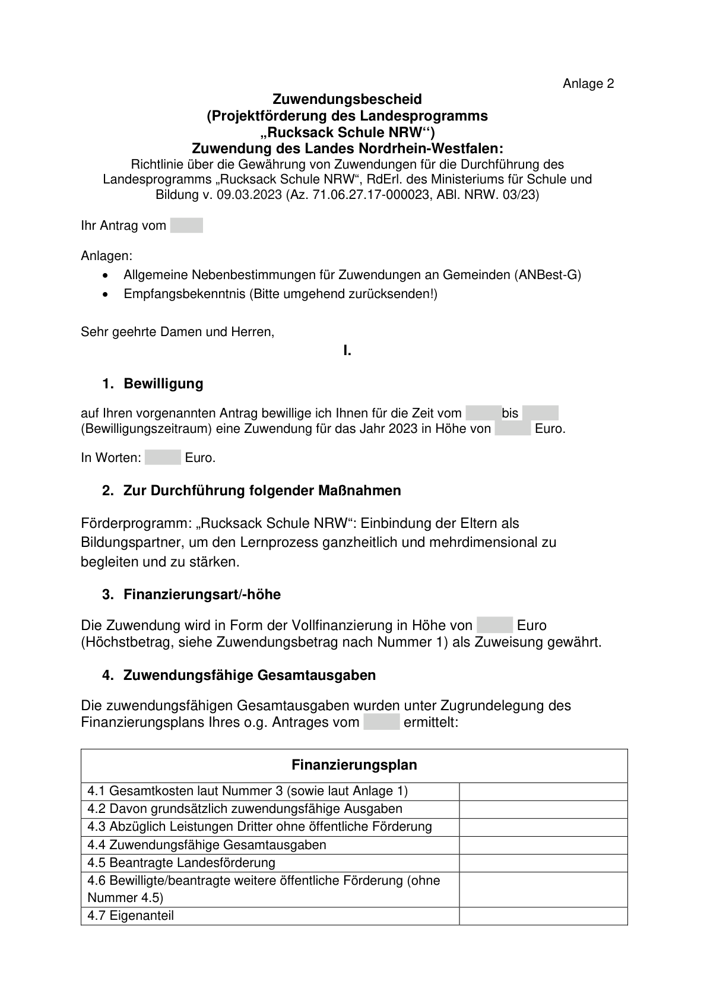 Anlage 2
Zuwendungsbescheid
(Projektförderung des Landesprogramms
„Rucksack Schule NRW‘‘)
Zuwendung des Landes Nordrhein-Westfalen:
Richtlinie über die Gewährung von Zuwendungen für die Durchführung des
Landesprogramms „Rucksack Schule NRW“, RdErl. des Ministeriums für Schule und
Bildung v. 09.03.2023 (Az. 71.06.27.17-000023, ABl. NRW. 03/23)
Ihr Antrag vom
Anlagen:
• Allgemeine Nebenbestimmungen für Zuwendungen an Gemeinden (ANBest-G)
• Empfangsbekenntnis (Bitte umgehend zurücksenden!)
Sehr geehrte Damen und Herren,
I.
1. Bewilligung
auf Ihren vorgenannten Antrag bewillige ich Ihnen für die Zeit vom bis
(Bewilligungszeitraum) eine Zuwendung für das Jahr 2023 in Höhe von Euro.
In Worten: Euro.
2. Zur Durchführung folgender Maßnahmen
Förderprogramm: „Rucksack Schule NRW“: Einbindung der Eltern als
Bildungspartner, um den Lernprozess ganzheitlich und mehrdimensional zu
begleiten und zu stärken.
3. Finanzierungsart/-höhe
Die Zuwendung wird in Form der Vollfinanzierung in Höhe von Euro
(Höchstbetrag, siehe Zuwendungsbetrag nach Nummer 1) als Zuweisung gewährt.
4. Zuwendungsfähige Gesamtausgaben
Die zuwendungsfähigen Gesamtausgaben wurden unter Zugrundelegung des
Finanzierungsplans Ihres o.g. Antrages vom ermittelt:
Finanzierungsplan
4.1 Gesamtkosten laut Nummer 3 (sowie laut Anlage 1)
4.2 Davon grundsätzlich zuwendungsfähige Ausgaben
4.3 Abzüglich Leistungen Dritter ohne öffentliche Förderung
4.4 Zuwendungsfähige Gesamtausgaben
4.5 Beantragte Landesförderung
4.6 Bewilligte/beantragte weitere öffentliche Förderung (ohne
Nummer 4.5)
4.7 Eigenanteil